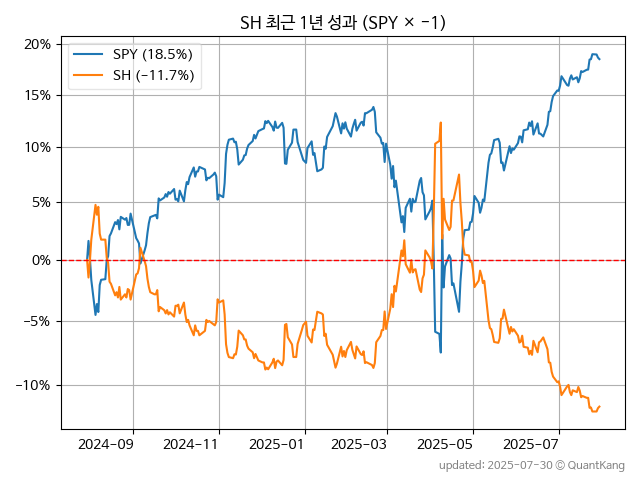 SH 최근 1년 성과 (SPY × −1)
SPY (18.5%)
SH (−11.7%)
20%
15%
10%
5%
0%
−5%
−10%
2024-09 2024-11 2025-01 2025-03 2025-05 2025-07
updated: 2025-07-30 © QuantKang